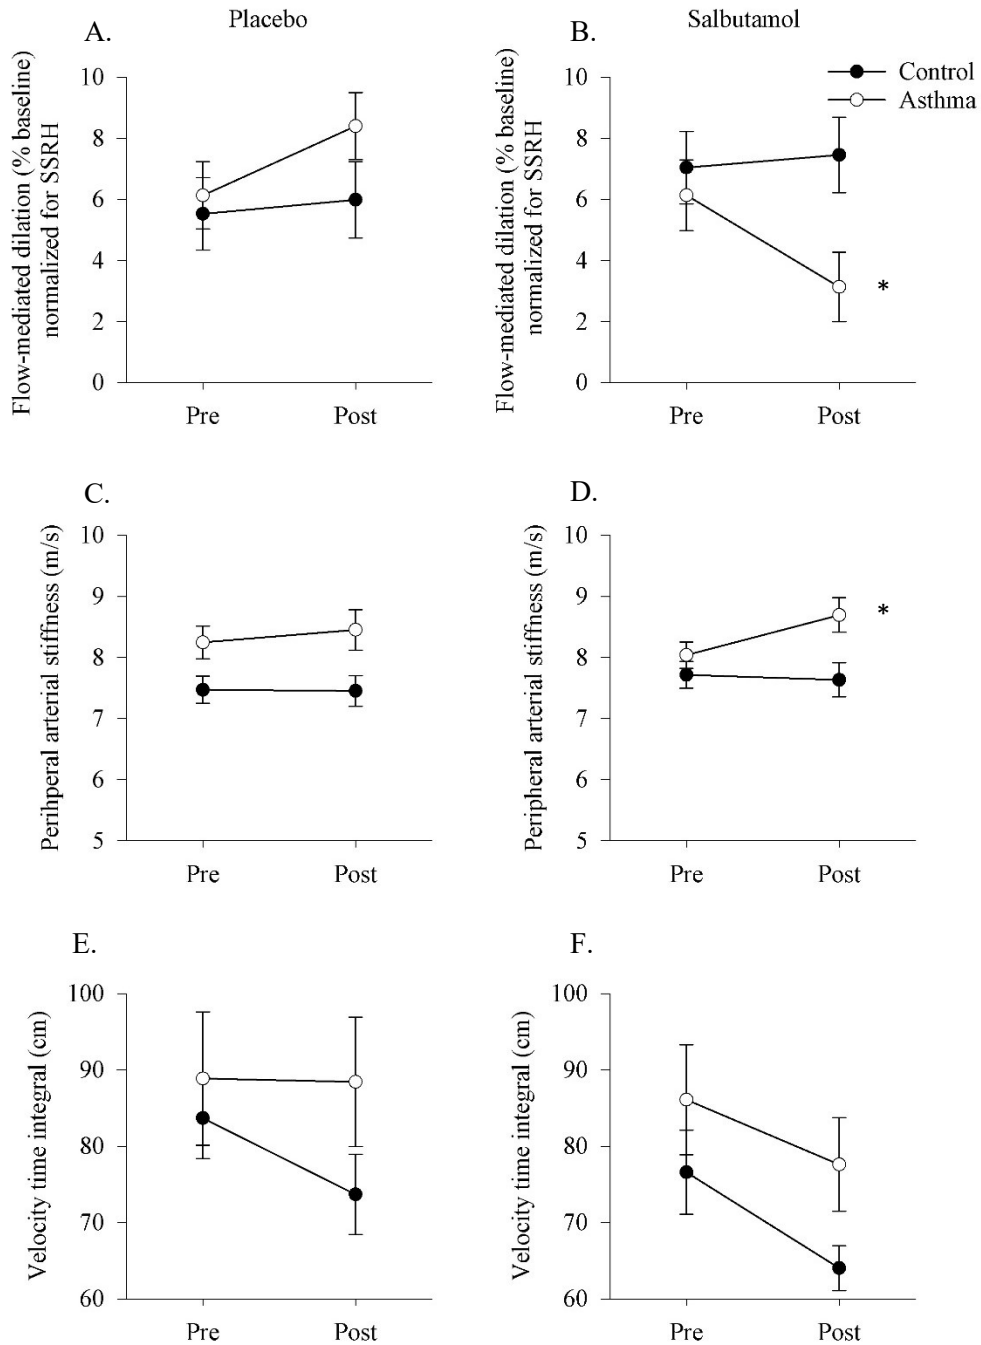 Placebo
A.
Flow-mediated dilation (% baseline)
normalized for SSRH
10
8
6
4
2
0
Pre Post
Salbutamol
B.
Control
Asthma
Flow-mediated dilation (% baseline)
normalized for SSRH
10
8
6
4
2
0
*
Pre Post
C.
Perihperal arterial stiffness (m/s)
10
9
8
7
6
5
Pre Post
D.
Peripheral arterial stiffness (m/s)
10
9
8
7
6
5
*
Pre Post
E.
Velocity time integral (cm)
100
90
80
70
60
Pre Post
F.
Velocity time integral (cm)
100
90
80
70
60
Pre Post